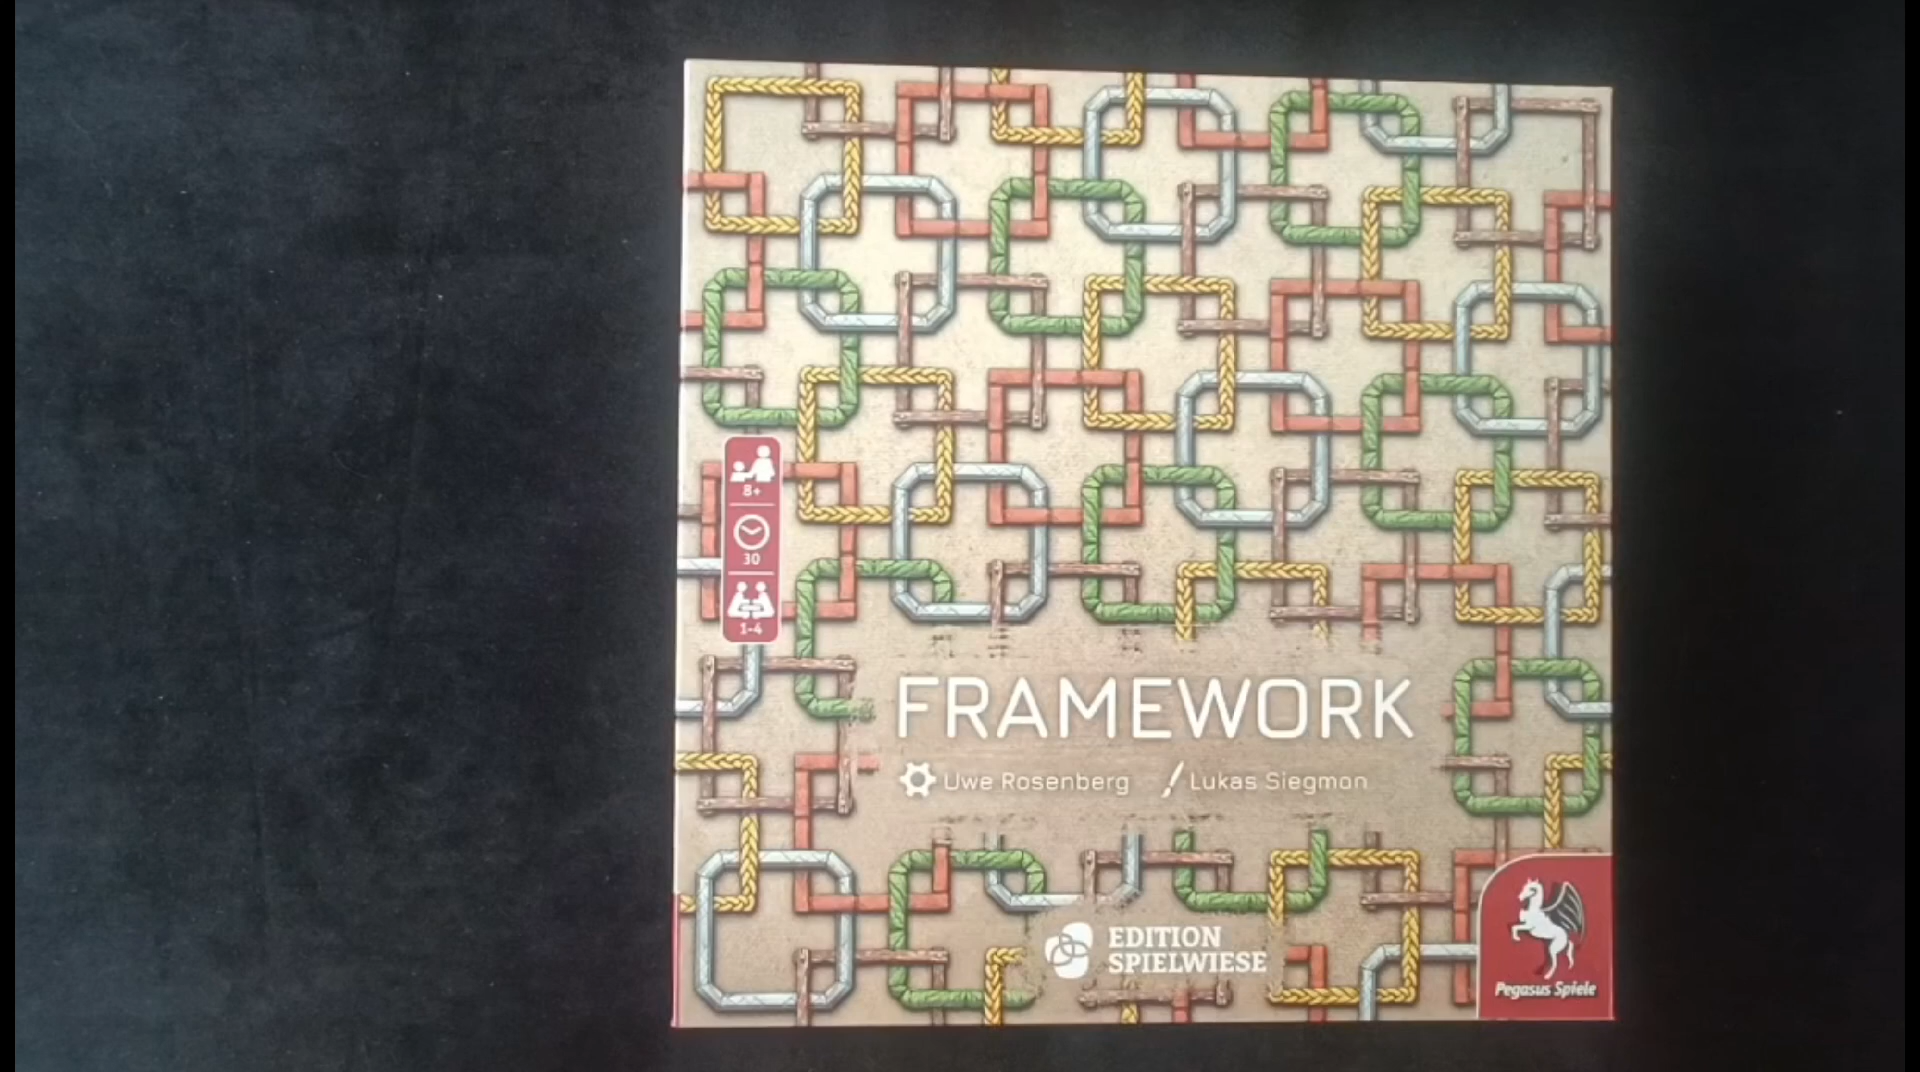 8+
30
1-4
FRAMEWORK
Uwe Rosenberg Lukas Siegmon
EDITION
SPIELWIESE
Pegasus Spiele